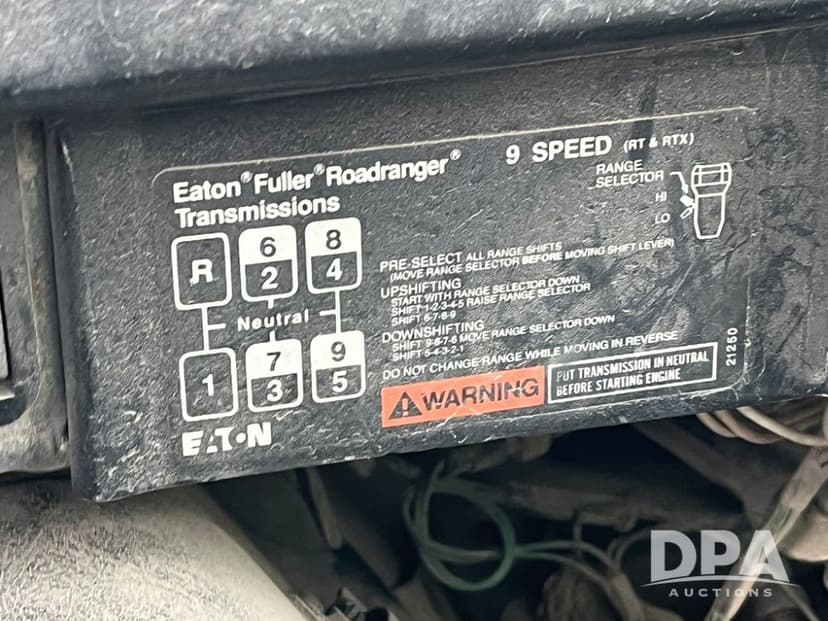 Eaton® Fuller® Roadranger®
Transmissions
9 SPEED (RT & RTX)
RANGE
SELECTOR
HI
LO
R 6 8
2 4
Neutral
1 7 9
3 5
EATON
PRE-SELECT ALL RANGE SHIFTS
(MOVE RANGE SELECTOR BEFORE MOVING SHIFT LEVER)
UPSHIFTING
START WITH RANGE SELECTOR DOWN
SHIFT 1-2-3-4-5 RAISE RANGE SELECTOR
SHIFT 6-7-8-9
DOWNSHIFTING
SHIFT 9-8-7-6 MOVE RANGE SELECTOR DOWN
SHIFT 5-4-3-2-1
DO NOT CHANGE RANGE WHILE MOVING IN REVERSE
WARNING
PUT TRANSMISSION IN NEUTRAL
BEFORE STARTING ENGINE
21250
DPA
AUCTIONS